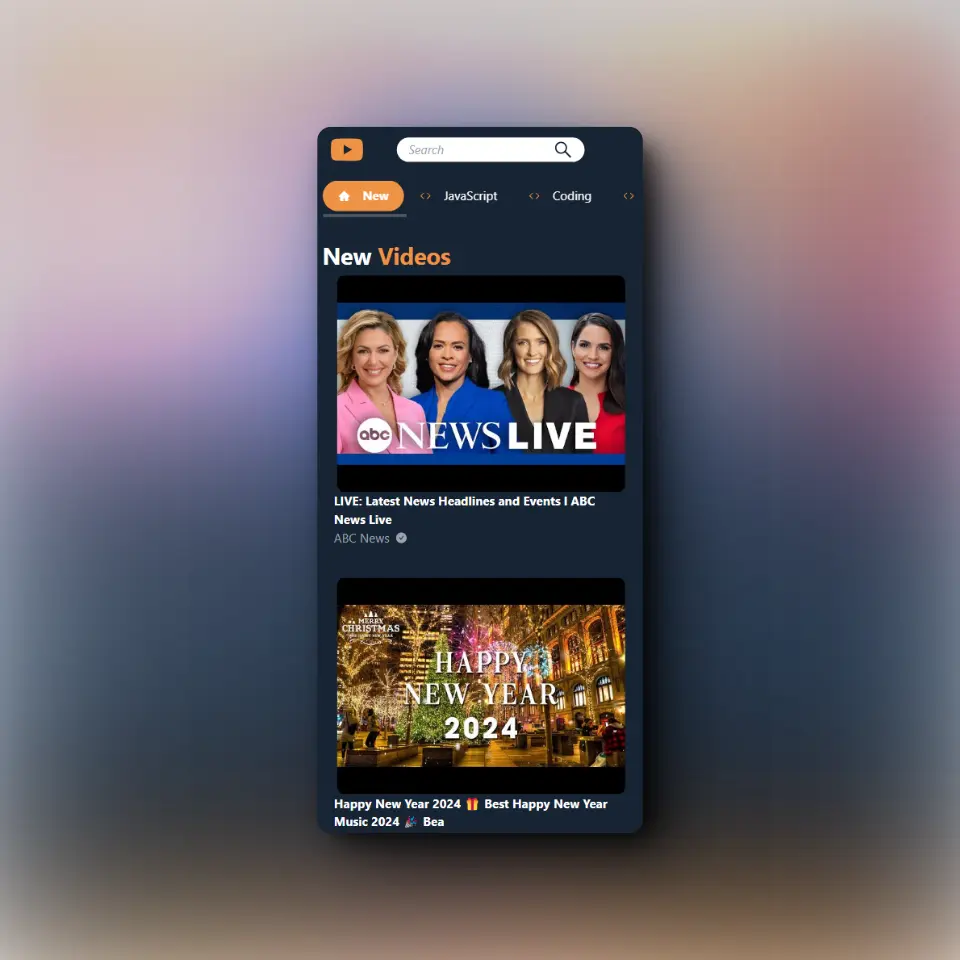 Search
New
JavaScript
Coding
New Videos
abc NEWS LIVE
LIVE: Latest News Headlines and Events I ABC
News Live
ABC News
MERRY
CHRISTMAS
HAPPY
NEW YEAR
2024
Happy New Year 2024 🎁 Best Happy New Year
Music 2024 🎉 Bea